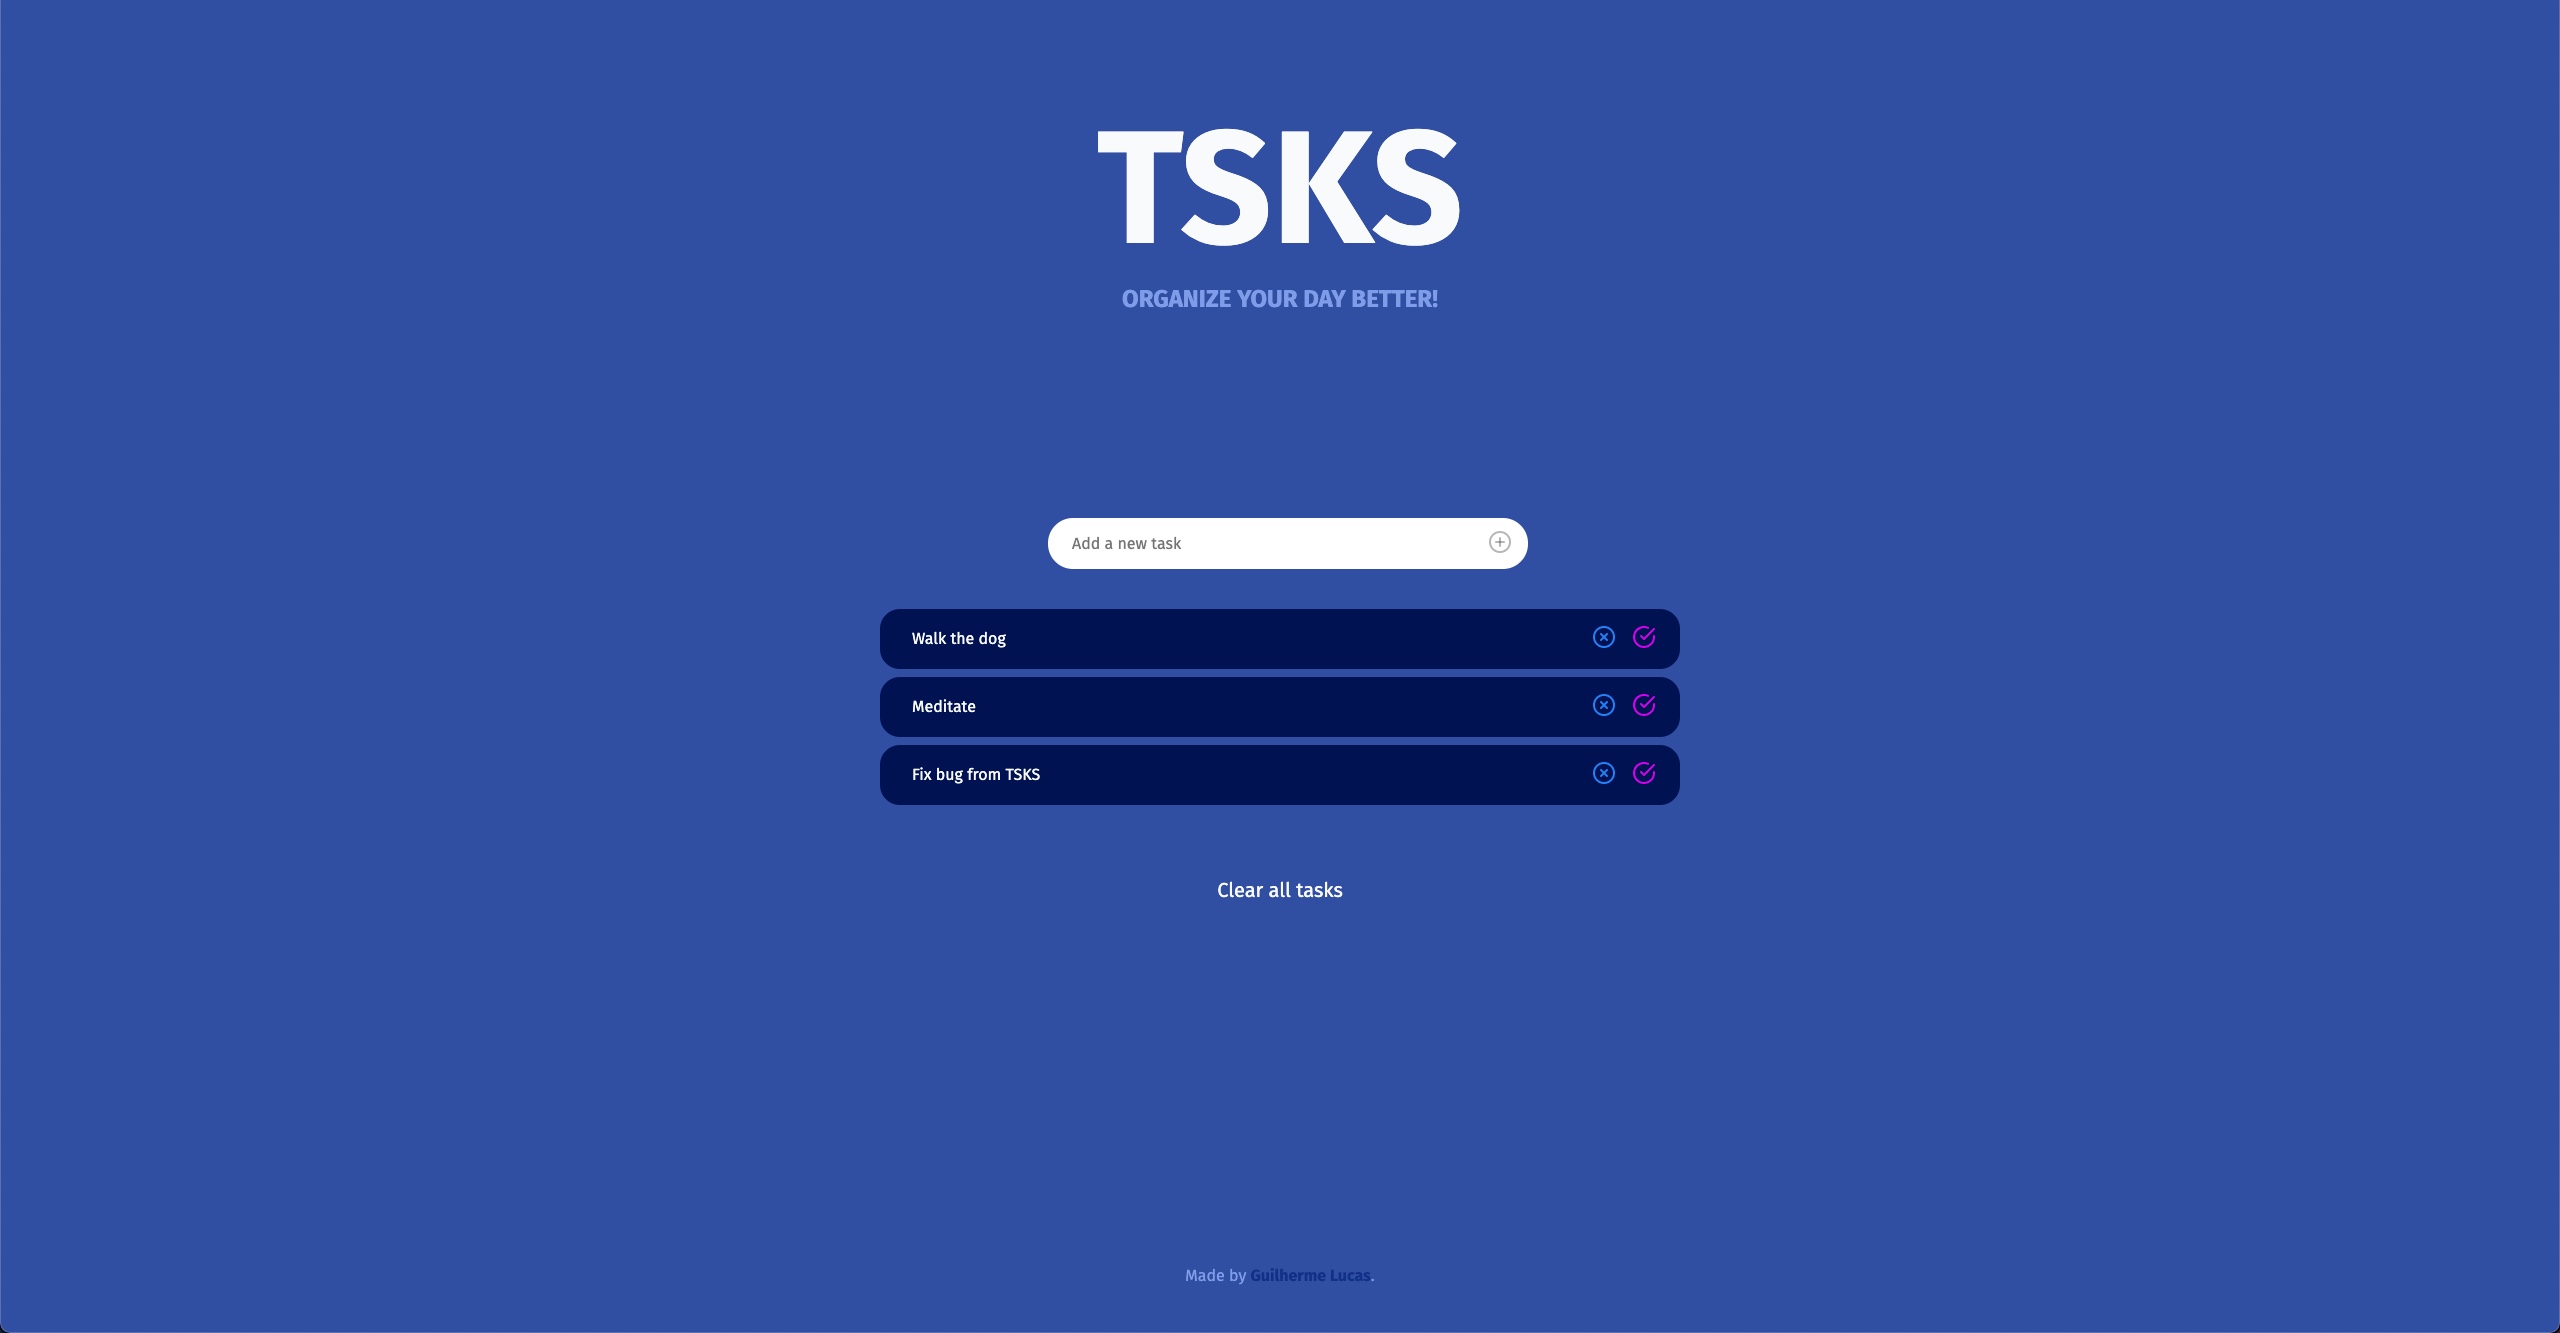 TSKS
ORGANIZE YOUR DAY BETTER!
Add a new task
Walk the dog
Meditate
Fix bug from TSKS
Clear all tasks
Made by Guilherme Lucas.